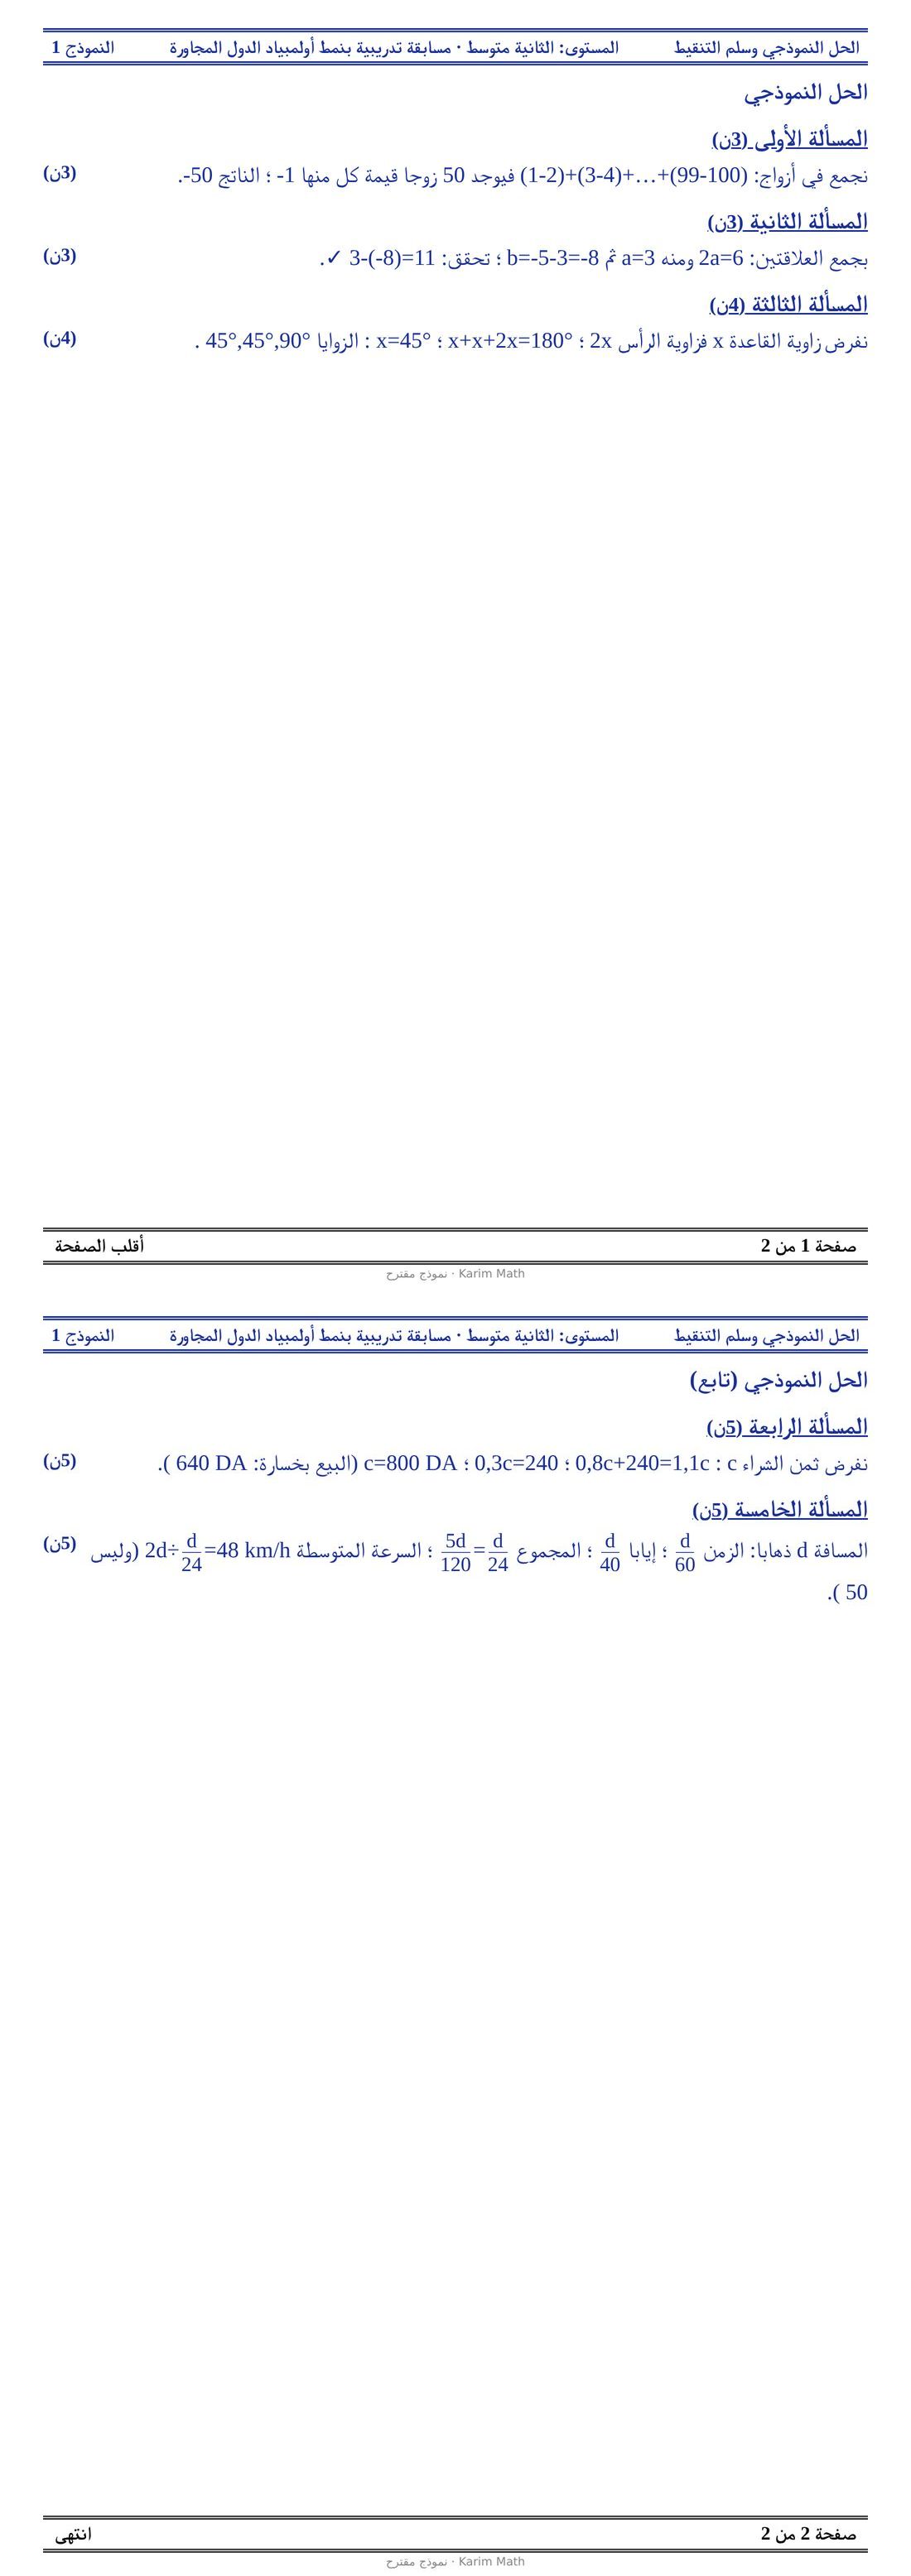 الحل النموذجي وسلم التنقيط المستوى: الثانية متوسط · مسابقة تدريبية بنمط أولمبياد الدول المجاورة النموذج 1
الحل النموذجي
المسألة الأولى (3ن)
نجمع في أزواج: (1-2)+(3-4)+…+(99-100) فيوجد 50 زوجا قيمة كل منها -1 ؛ الناتج -50. (3ن)
المسألة الثانية (3ن)
بجمع العلاقتين: 2a=6 ومنه a=3 ثم b=-5-3=-8 ؛ تحقق: 3-(-8)=11 ✓. (3ن)
المسألة الثالثة (4ن)
نفرض زاوية القاعدة x فزاوية الرأس 2x ؛ x+x+2x=180° ؛ x=45° : الزوايا 45°,45°,90° . (4ن)
صفحة 1 من 2 أقلب الصفحة
Karim Math · نموذج مقترح
الحل النموذجي وسلم التنقيط المستوى: الثانية متوسط · مسابقة تدريبية بنمط أولمبياد الدول المجاورة النموذج 1
الحل النموذجي (تابع)
المسألة الرابعة (5ن)
نفرض ثمن الشراء c : 0,8c+240=1,1c ؛ 0,3c=240 ؛ c=800 DA (البيع بخسارة: 640 DA ). (5ن)
المسألة الخامسة (5ن)
المسافة d ذهابا: الزمن d/60 ؛ إيابا d/40 ؛ المجموع 5d/120=d/24 ؛ السرعة المتوسطة 2d÷d/24=48 km/h (وليس (5ن)
50 ).
صفحة 2 من 2 انتهى
Karim Math · نموذج مقترح